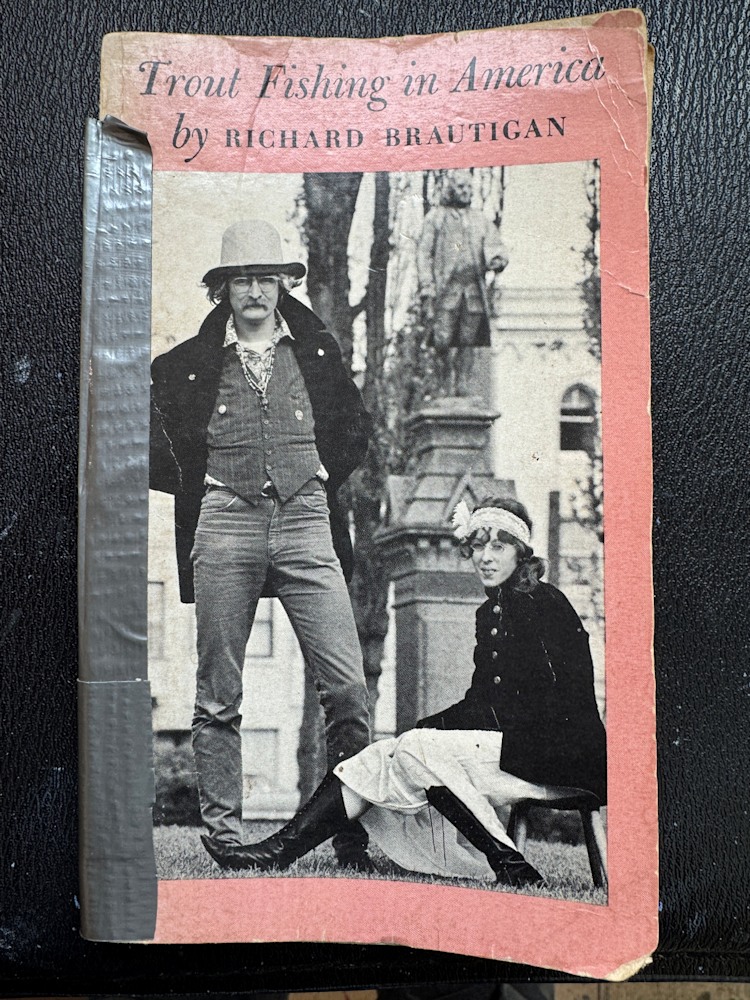 Trout Fishing in America
by RICHARD BRAUTIGAN